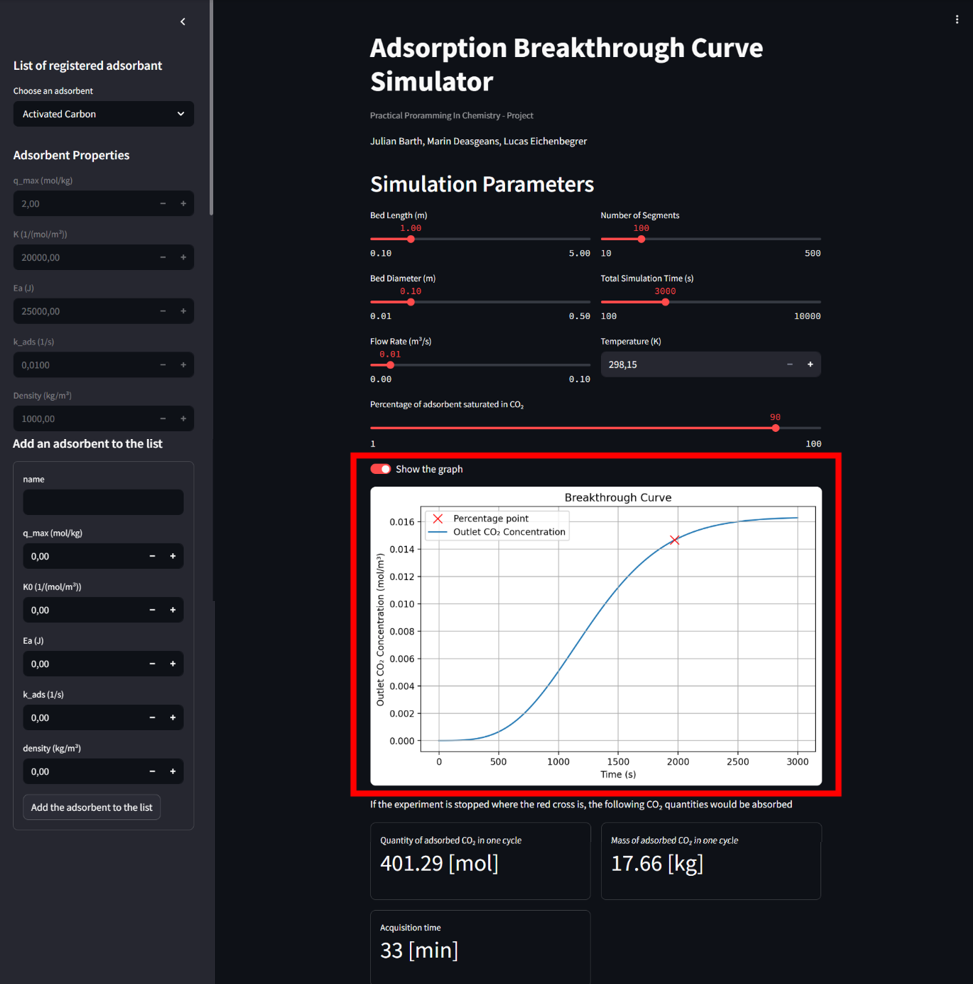 List of registered adsorbant
Choose an adsorbent
Activated Carbon
Adsorbent Properties
q_max (mol/kg)
2,00
K (1/(mol/m³))
20000,00
Ea (J)
25000,00
k_ads (1/s)
0,0100
Density (kg/m³)
1000,00
Add an adsorbent to the list
name
q_max (mol/kg)
0,00
K0 (1/(mol/m³))
0,00
Ea (J)
0,00
k_ads (1/s)
0,00
density (kg/m³)
0,00
Add the adsorbent to the list
Adsorption Breakthrough Curve
Simulator
Practical Proramming In Chemistry - Project
Julian Barth, Marin Deasgeans, Lucas Eichenbegrer
Simulation Parameters
Bed Length (m)
1.00
0.10 5.00
Number of Segments
100
10 500
Bed Diameter (m)
0.10
0.01 0.50
Total Simulation Time (s)
3000
100 10000
Flow Rate (m³/s)
0.01
0.00 0.10
Temperature (K)
298,15
Percentage of adsorbent saturated in CO₂
90
1 100
Show the graph
Breakthrough Curve
Percentage point
Outlet CO₂ Concentration
Outlet CO₂ Concentration (mol/m³)
0.016
0.014
0.012
0.010
0.008
0.006
0.004
0.002
0.000
0 500 1000 1500 2000 2500 3000
Time (s)
If the experiment is stopped where the red cross is, the following CO₂ quantities would be absorbed
Quantity of adsorbed CO₂ in one cycle
401.29 [mol]
Mass of adsorbed CO₂ in one cycle
17.66 [kg]
Acquisition time
33 [min]